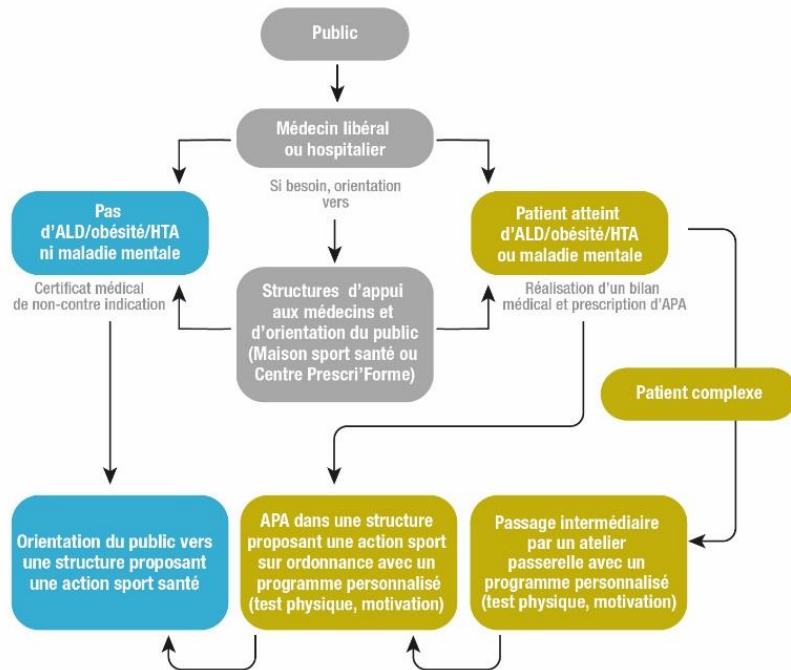 Public
Médecin libéral
ou hospitalier
Si besoin, orientation
vers
Pas
d'ALD/obésité/HTA
ni maladie mentale
Patient atteint
d'ALD/obésité/HTA
ou maladie mentale
Certificat médical
de non-contre indication
Structures d'appui
aux médecins et
d'orientation du public
(Maison sport santé ou
Centre Prescri'Forme)
Réalisation d'un bilan
médical et prescription d'APA
Patient complexe
Orientation du public vers
une structure proposant
une action sport santé
APA dans une structure
proposant une action sport
sur ordonnance avec un
programme personnalisé
(test physique, motivation)
Passage intermédiaire
par un atelier
passerelle avec un
programme personnalisé
(test physique, motivation)